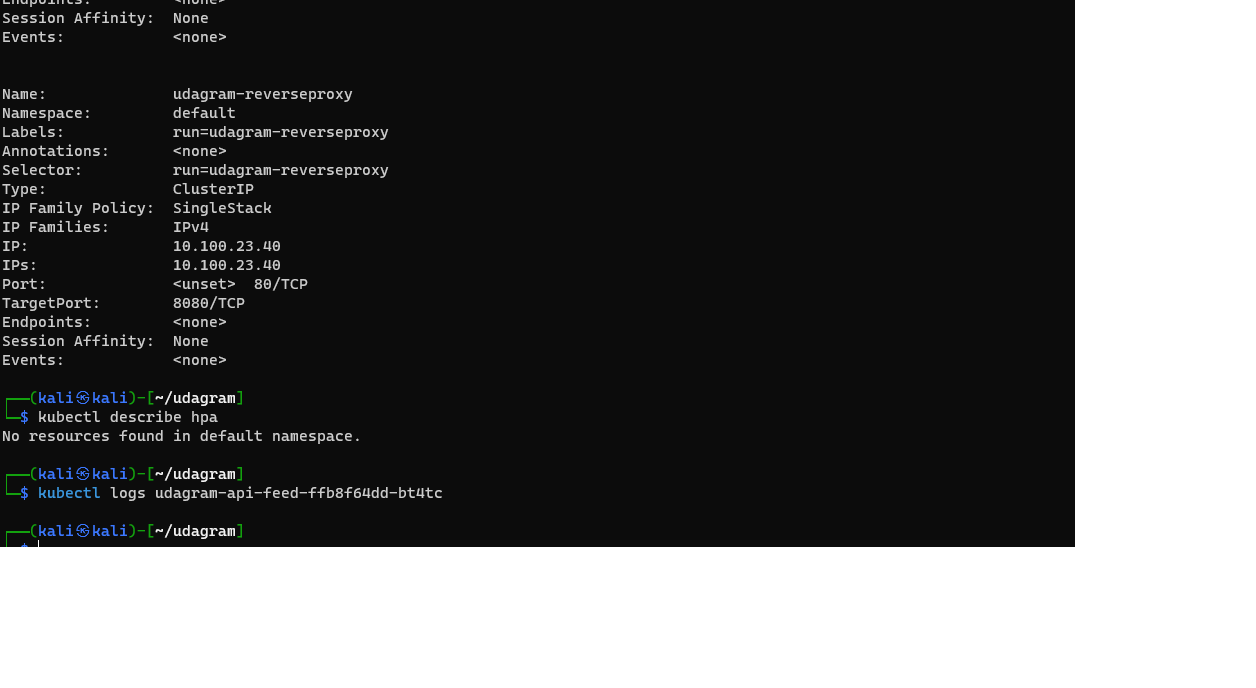 Endpoints:         <none>
Session Affinity:  None
Events:            <none>
Name:              udagram-reverseproxy
Namespace:         default
Labels:            run=udagram-reverseproxy
Annotations:       <none>
Selector:          run=udagram-reverseproxy
Type:              ClusterIP
IP Family Policy:  SingleStack
IP Families:       IPv4
IP:                10.100.23.40
IPs:               10.100.23.40
Port:              <unset>  80/TCP
TargetPort:        8080/TCP
Endpoints:         <none>
Session Affinity:  None
Events:            <none>
┌──(kali㉿kali)-[~/udagram]
└─$ kubectl describe hpa
No resources found in default namespace.
┌──(kali㉿kali)-[~/udagram]
└─$ kubectl logs udagram-api-feed-ffb8f64dd-bt4tc
┌──(kali㉿kali)-[~/udagram]
└─$